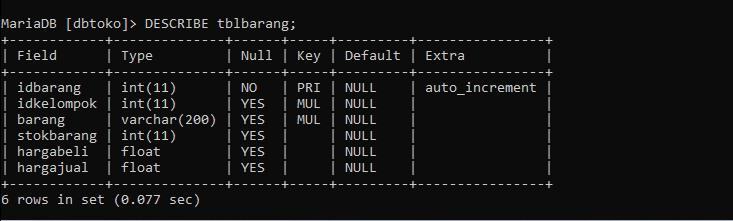 MariaDB [dbtoko]> DESCRIBE tblbarang;
+------------+--------------+------+-----+---------+----------------+
| Field      | Type         | Null | Key | Default | Extra          |
+------------+--------------+------+-----+---------+----------------+
| idbarang   | int(11)      | NO   | PRI | NULL    | auto_increment |
| idkelompok | int(11)      | YES  | MUL | NULL    |                |
| barang     | varchar(200) | YES  | MUL | NULL    |                |
| stokbarang | int(11)      | YES  |     | NULL    |                |
| hargabeli  | float        | YES  |     | NULL    |                |
| hargajual  | float        | YES  |     | NULL    |                |
+------------+--------------+------+-----+---------+----------------+
6 rows in set (0.077 sec)